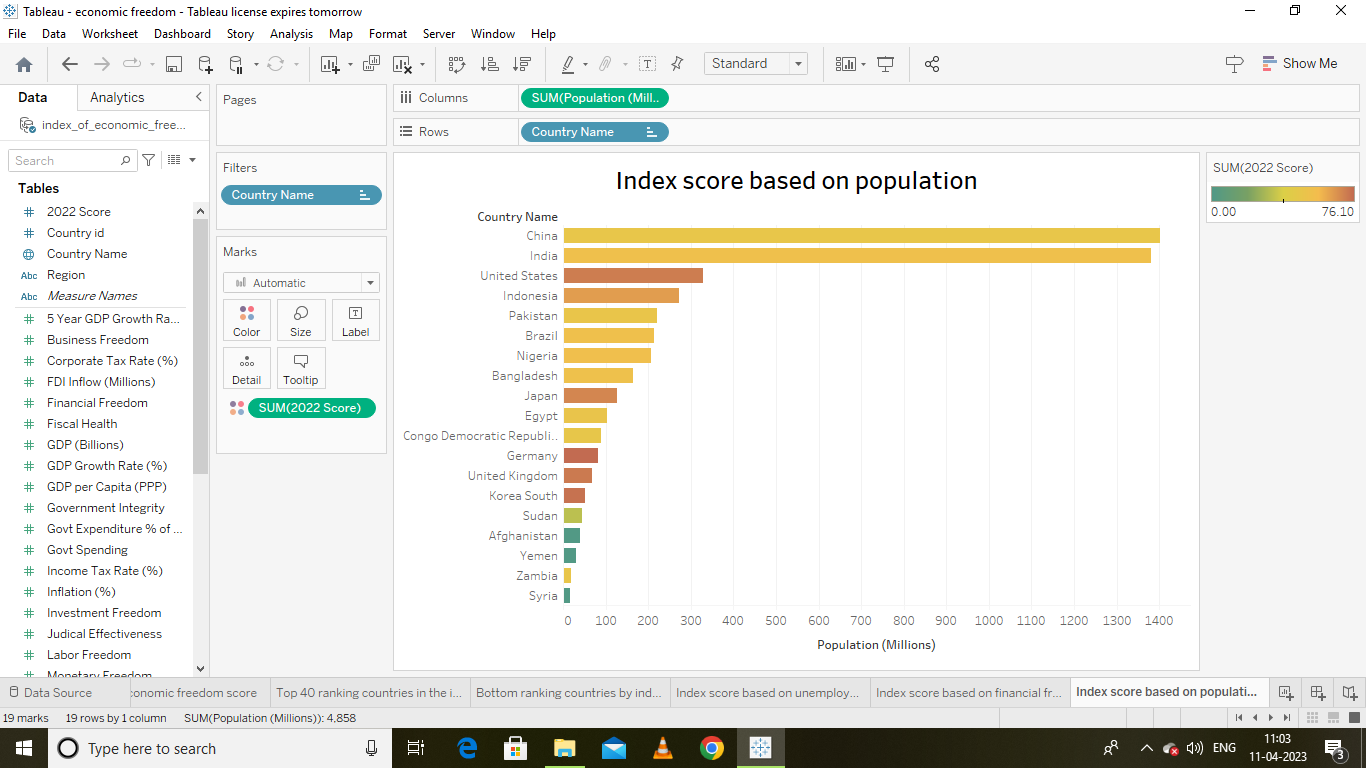 Tableau - economic freedom - Tableau license expires tomorrow
File Data Worksheet Dashboard Story Analysis Map Format Server Window Help
Standard
Show Me
Data Analytics
index_of_economic_free...
Search
Tables
2022 Score
Country id
Country Name
Abc Region
Abc Measure Names
5 Year GDP Growth Ra...
Business Freedom
Corporate Tax Rate (%)
FDI Inflow (Millions)
Financial Freedom
Fiscal Health
GDP (Billions)
GDP Growth Rate (%)
GDP per Capita (PPP)
Government Integrity
Govt Expenditure % of ...
Govt Spending
Income Tax Rate (%)
Inflation (%)
Investment Freedom
Judical Effectiveness
Labor Freedom
Monetary Freedom
Pages
Filters
Country Name
Marks
Automatic
Color Size Label
Detail Tooltip
SUM(2022 Score)
Columns SUM(Population (Mill..
Rows Country Name
Index score based on population
Country Name
China
India
United States
Indonesia
Pakistan
Brazil
Nigeria
Bangladesh
Japan
Egypt
Congo Democratic Republi..
Germany
United Kingdom
Korea South
Sudan
Afghanistan
Yemen
Zambia
Syria
0 100 200 300 400 500 600 700 800 900 1000 1100 1200 1300 1400
Population (Millions)
SUM(2022 Score)
0.00 76.10
Data Source
conomic freedom score
Top 40 ranking countries in the i...
Bottom ranking countries by ind...
Index score based on unemploy...
Index score based on financial fr...
Index score based on populati...
19 marks 19 rows by 1 column SUM(Population (Millions)): 4,858
Type here to search
ENG
11:03
11-04-2023
3